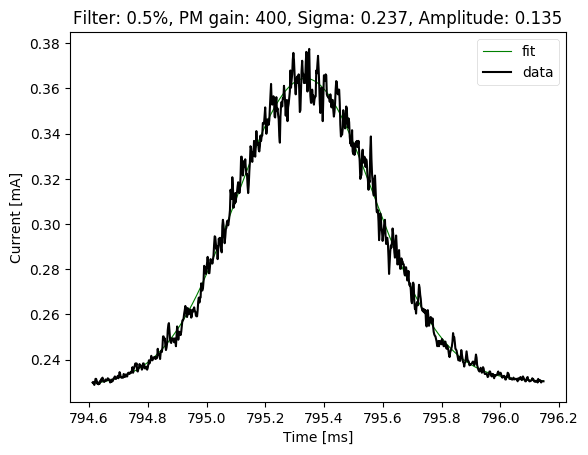 Filter: 0.5%, PM gain: 400, Sigma: 0.237, Amplitude: 0.135
fit
data
Current [mA]
0.38
0.36
0.34
0.32
0.30
0.28
0.26
0.24
794.6 794.8 795.0 795.2 795.4 795.6 795.8 796.0 796.2
Time [ms]